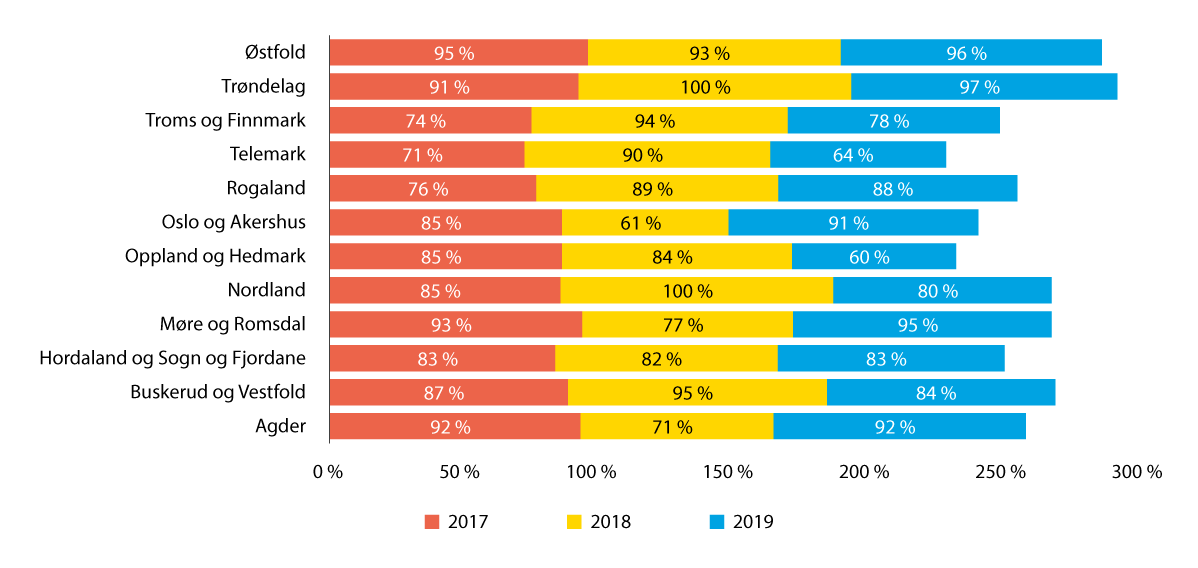 Østfold 95 % 93 % 96 %
Trøndelag 91 % 100 % 97 %
Troms og Finnmark 74 % 94 % 78 %
Telemark 71 % 90 % 64 %
Rogaland 76 % 89 % 88 %
Oslo og Akershus 85 % 61 % 91 %
Oppland og Hedmark 85 % 84 % 60 %
Nordland 85 % 100 % 80 %
Møre og Romsdal 93 % 77 % 95 %
Hordaland og Sogn og Fjordane 83 % 82 % 83 %
Buskerud og Vestfold 87 % 95 % 84 %
Agder 92 % 71 % 92 %
0 % 50 % 100 % 150 % 200 % 250 % 300 %
2017 2018 2019